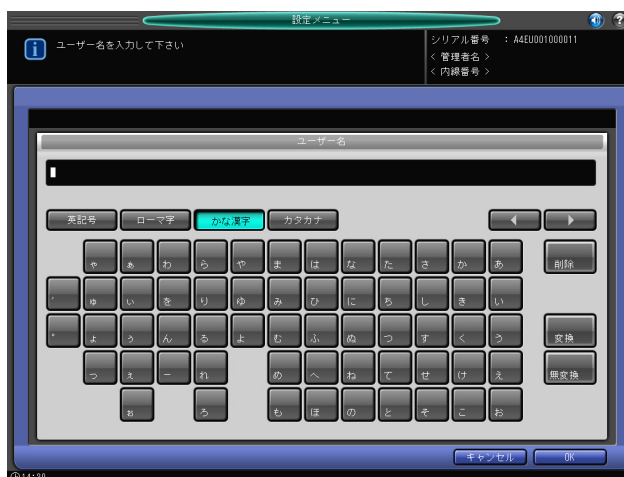 設定メニュー
ユーザー名を入力して下さい
シリアル番号 : A4EU001000011
< 管理者名 >
< 内線番号 >
ユーザー名
英記号 ローマ字 かな漢字 カタカナ
ゃ ぁ わ ら や ま は な た さ か あ 削除
゛ ゅ ぃ を り ゆ み ひ に ち し き い
゜ ょ ぅ ん る よ む ふ ぬ つ す く う 変換
っ ぇ ー れ め へ ね て せ け え 無変換
ぉ ろ も ほ の と そ こ お
キャンセル OK
14:20